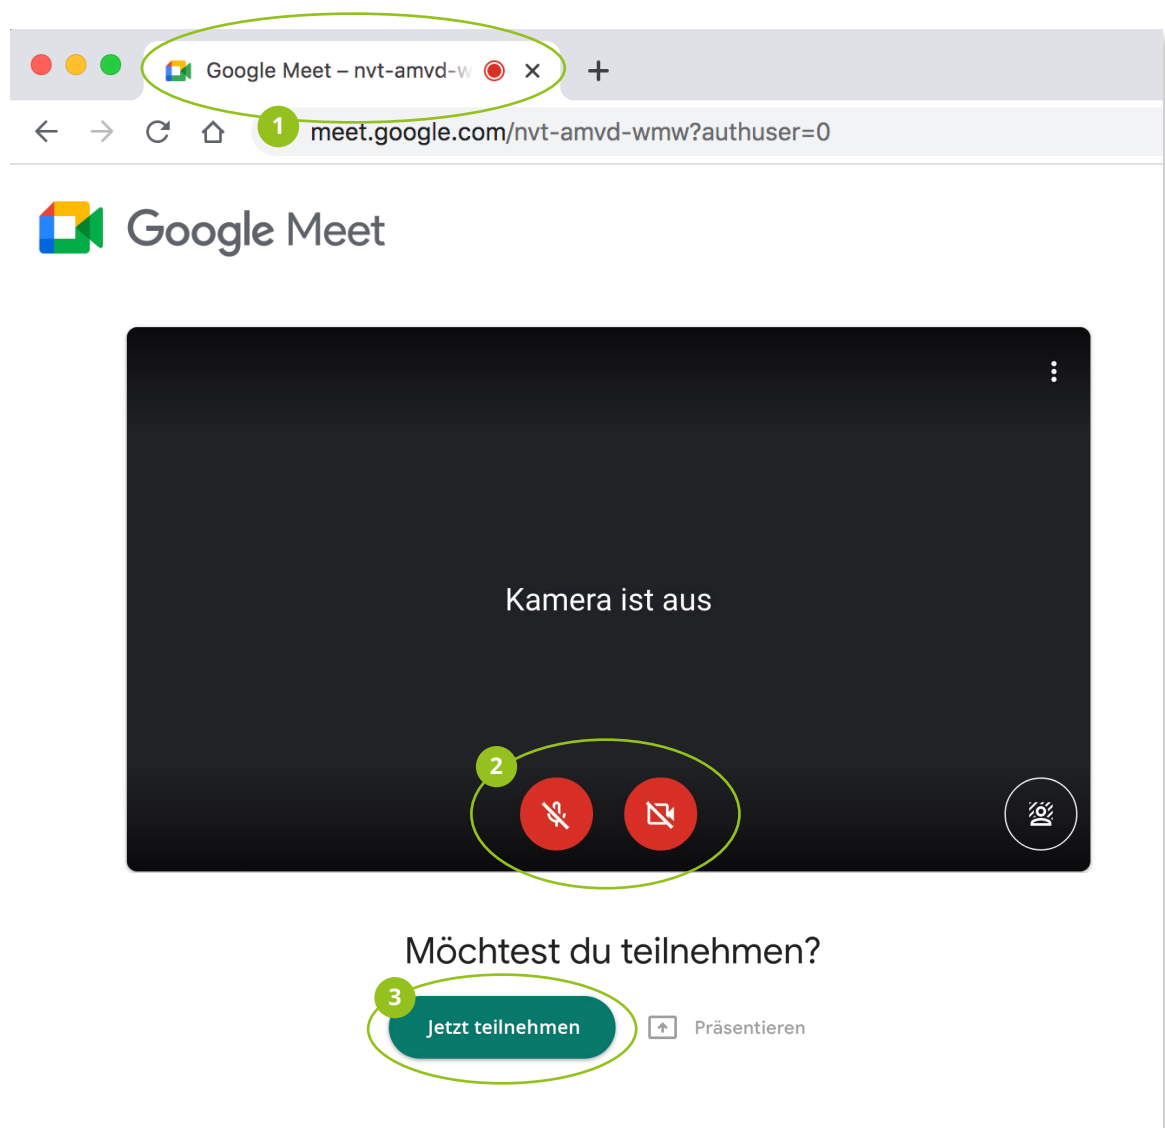 Google Meet – nvt-amvd-w
1
meet.google.com/nvt-amvd-wmw?authuser=0
Google Meet
Kamera ist aus
2
Möchtest du teilnehmen?
3
Jetzt teilnehmen
Präsentieren